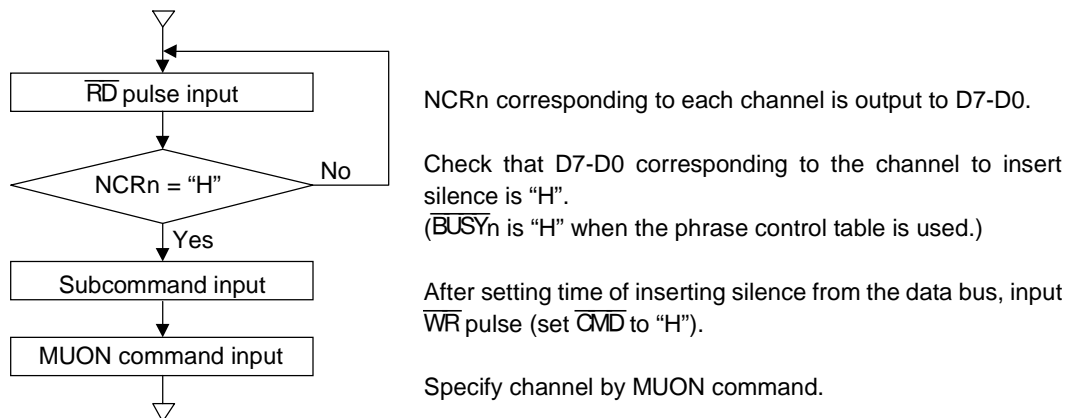 RD pulse input
NCRn = “H”
No
Yes
Subcommand input
MUON command input
NCRn corresponding to each channel is output to D7-D0.
Check that D7-D0 corresponding to the channel to insert
silence is “H”.
(BUSYn is “H” when the phrase control table is used.)
After setting time of inserting silence from the data bus, input
WR pulse (set CMD to “H”).
Specify channel by MUON command.